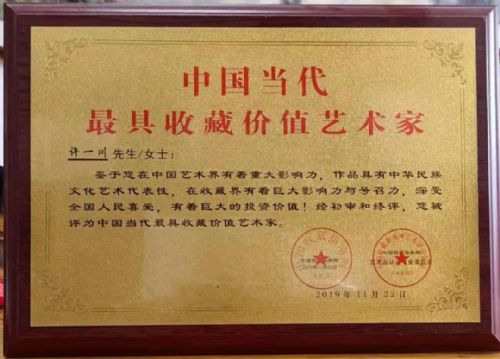 中国当代
最具收藏价值艺术家
许一川 先生/女士：
鉴于您在中国艺术界有着重大影响力，作品具有中华民族
文化艺术代表性，在收藏界有着巨大影响力与号召力，深受
全国人民喜爱，有着巨大的投资价值！经初审和终评，您被
评为中国当代最具收藏价值艺术家。
2019年11月22日